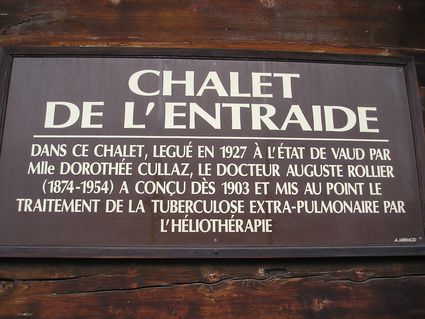 CHALET
DE L'ENTRAIDE
DANS CE CHALET, LEGUÉ EN 1927 À L'ÉTAT DE VAUD PAR
Mlle DOROTHÉE CULLAZ, LE DOCTEUR AUGUSTE ROLLIER
(1874-1954) A CONÇU DÈS 1903 ET MIS AU POINT LE
TRAITEMENT DE LA TUBERCULOSE EXTRA-PULMONAIRE PAR
L'HÉLIOTHÉRAPIE
A. MERMOD